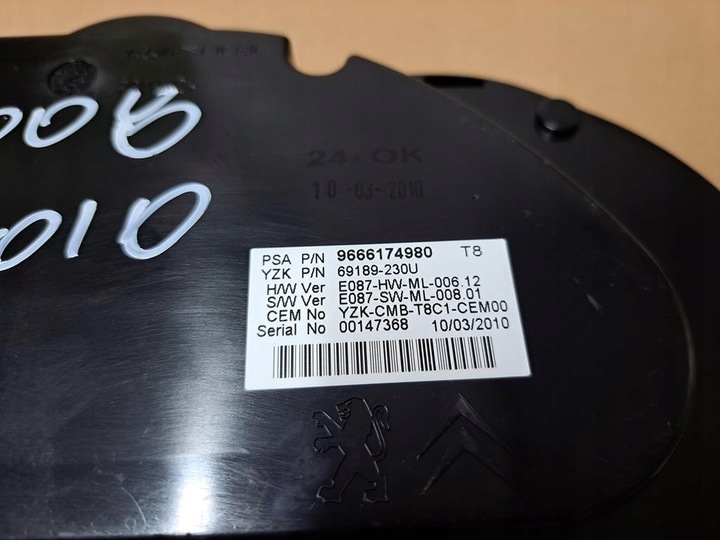 008
010
24-OK
10-03-2010
PSA P/N 9666174980 T8
YZK P/N 69189-230U
H/W Ver E087-HW-ML-006.12
S/W Ver E087-SW-ML-008.01
CEM No YZK-CMB-T8C1-CEM00
Serial No 00147368 10/03/2010